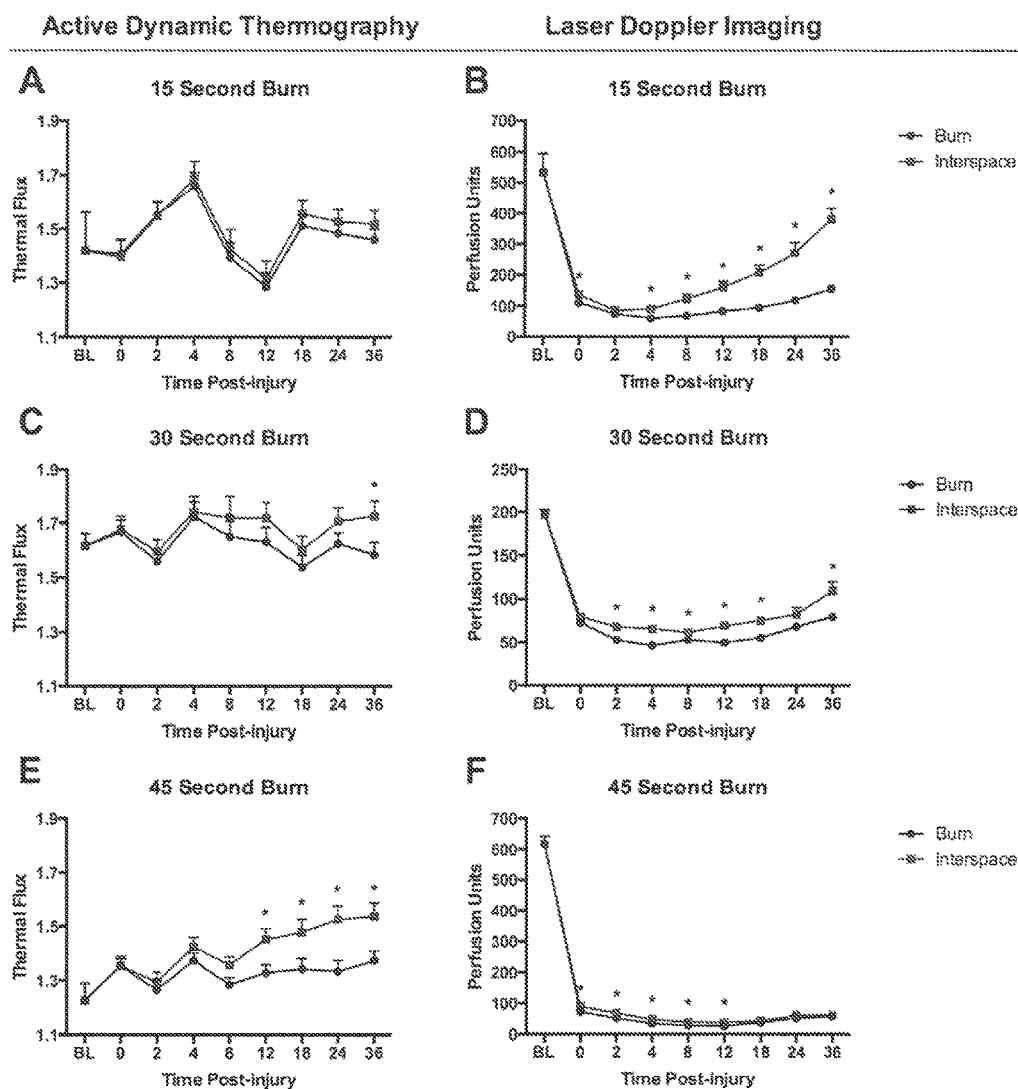 Active Dynamic Thermography
Laser Doppler Imaging
A
15 Second Burn
1.9
1.7
1.5
1.3
1.1
Thermal Flux
BL 0 2 4 8 12 18 24 36
Time Post-injury
B
15 Second Burn
700
600
500
400
300
200
100
0
Perfusion Units
* * * * * * *
BL 0 2 4 8 12 18 24 36
Time Post-injury
Burn
Interspace
C
30 Second Burn
1.9
1.7
1.5
1.3
1.1
Thermal Flux
*
BL 0 2 4 8 12 18 24 36
Time Post-injury
D
30 Second Burn
250
200
150
100
50
0
Perfusion Units
* * * * * *
BL 0 2 4 8 12 18 24 36
Time Post-injury
Burn
Interspace
E
45 Second Burn
1.9
1.7
1.5
1.3
1.1
Thermal Flux
* * * *
BL 0 2 4 8 12 18 24 36
Time Post-injury
F
45 Second Burn
700
600
500
400
300
200
100
0
Perfusion Units
* * * * *
BL 0 2 4 8 12 18 24 36
Time Post-injury
Burn
Interspace